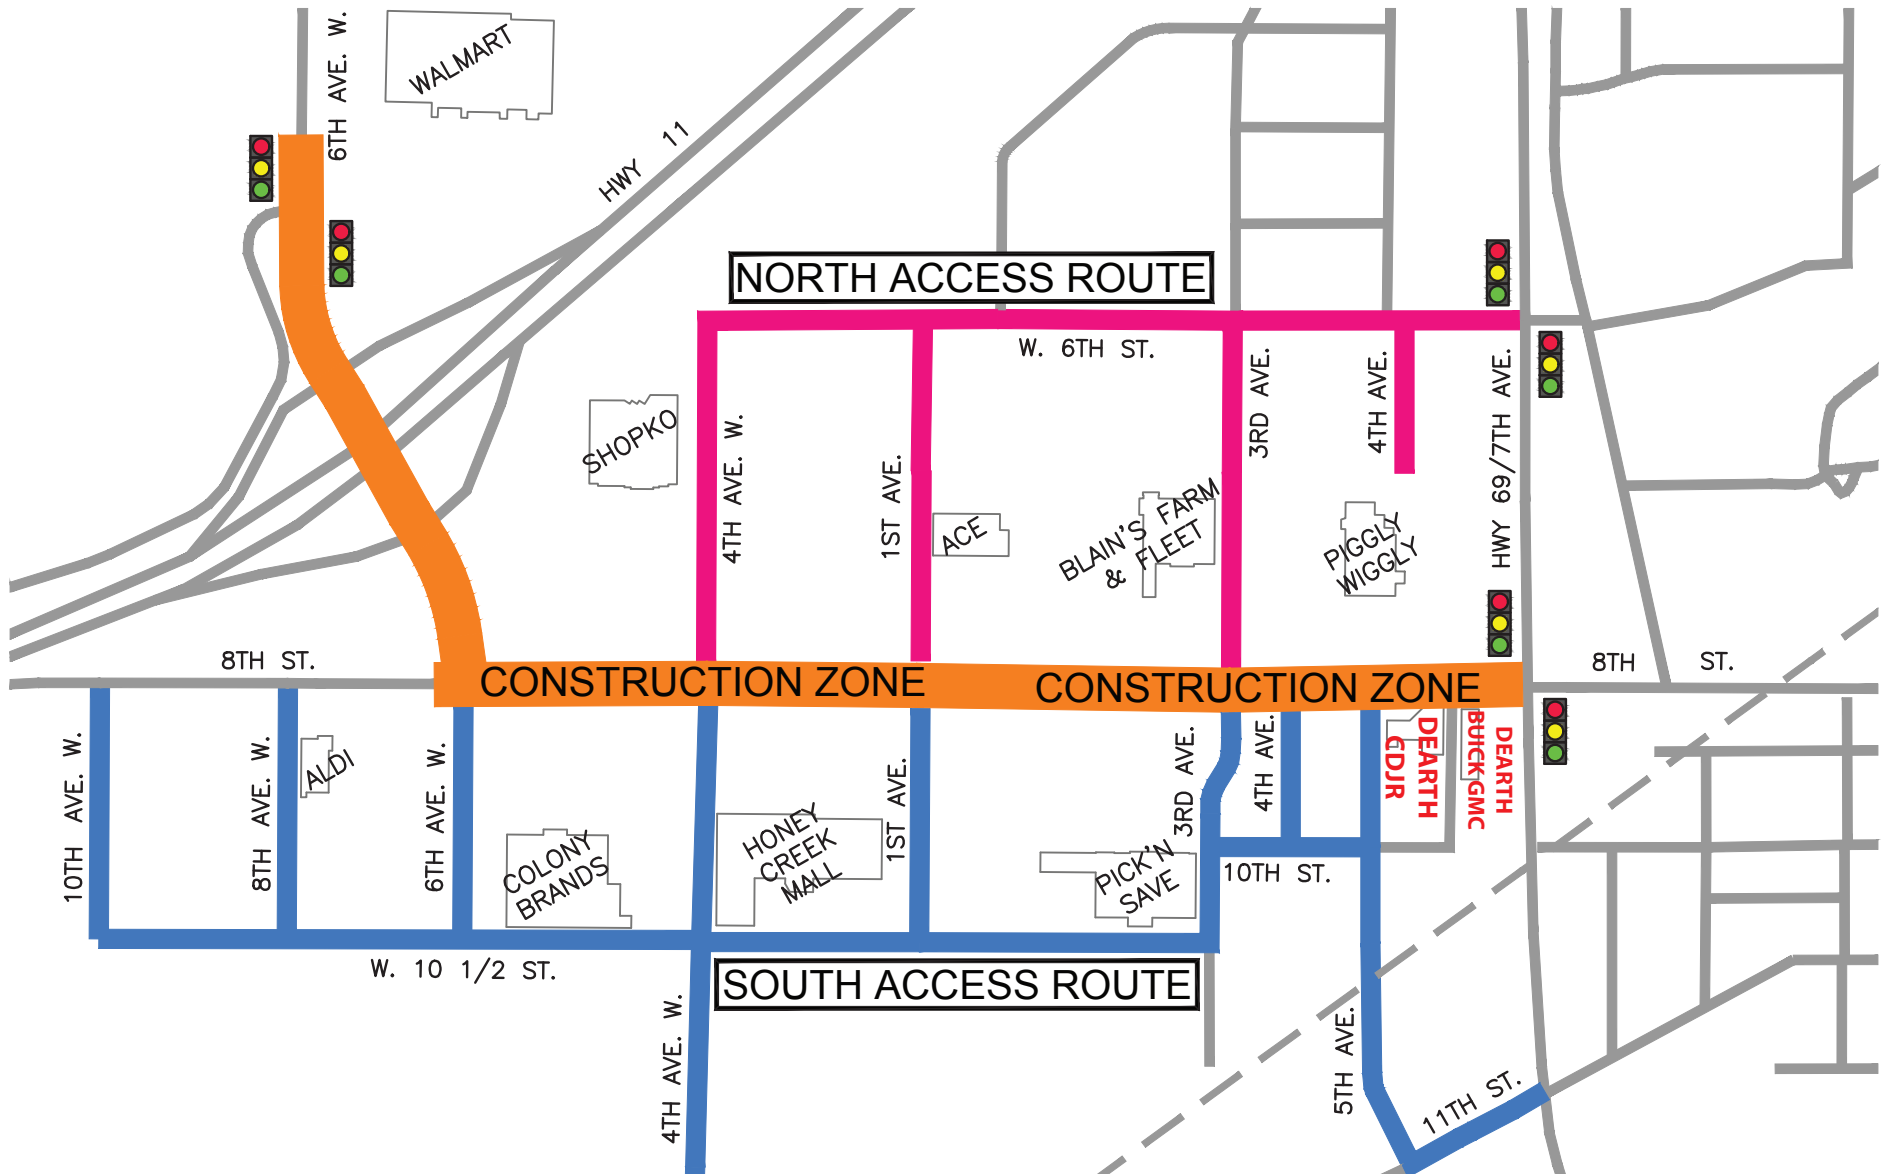 6TH AVE. W.
WALMART
HWY 11
NORTH ACCESS ROUTE
W. 6TH ST.
3RD AVE.
4TH AVE.
HWY 69/7TH AVE.
SHOPKO
4TH AVE. W.
1ST AVE.
ACE
BLAIN'S FARM
& FLEET
PIGGLY
WIGGLY
8TH ST.
CONSTRUCTION ZONE
CONSTRUCTION ZONE
8TH ST.
10TH AVE. W.
8TH AVE. W.
ALDI
6TH AVE. W.
COLONY
BRANDS
HONEY
CREEK
MALL
1ST AVE.
3RD AVE.
4TH AVE.
DEARTH
CDJR
DEARTH
BUICK GMC
PICK'N
SAVE
10TH ST.
W. 10 1/2 ST.
SOUTH ACCESS ROUTE
4TH AVE. W.
5TH AVE.
11TH ST.